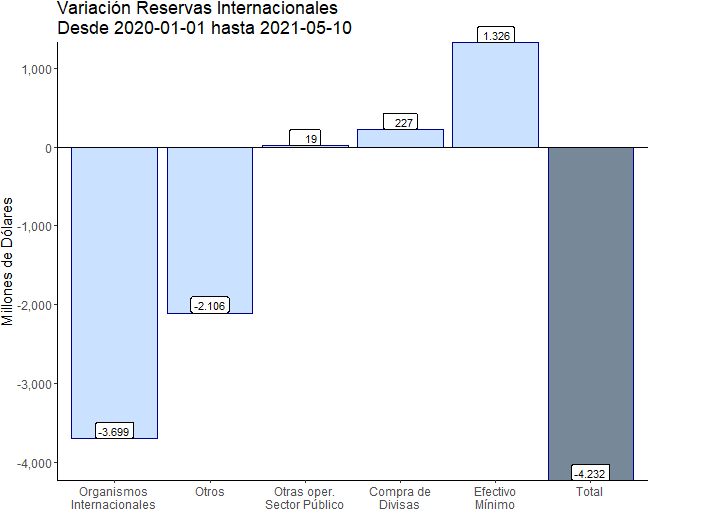 Variación Reservas Internacionales
Desde 2020-01-01 hasta 2021-05-10
Millones de Dólares
1,000
0
-1,000
-2,000
-3,000
-4,000
-3.699
-2.106
19
227
1.326
-4.232
Organismos
Internacionales
Otros
Otras oper.
Sector Público
Compra de
Divisas
Efectivo
Mínimo
Total